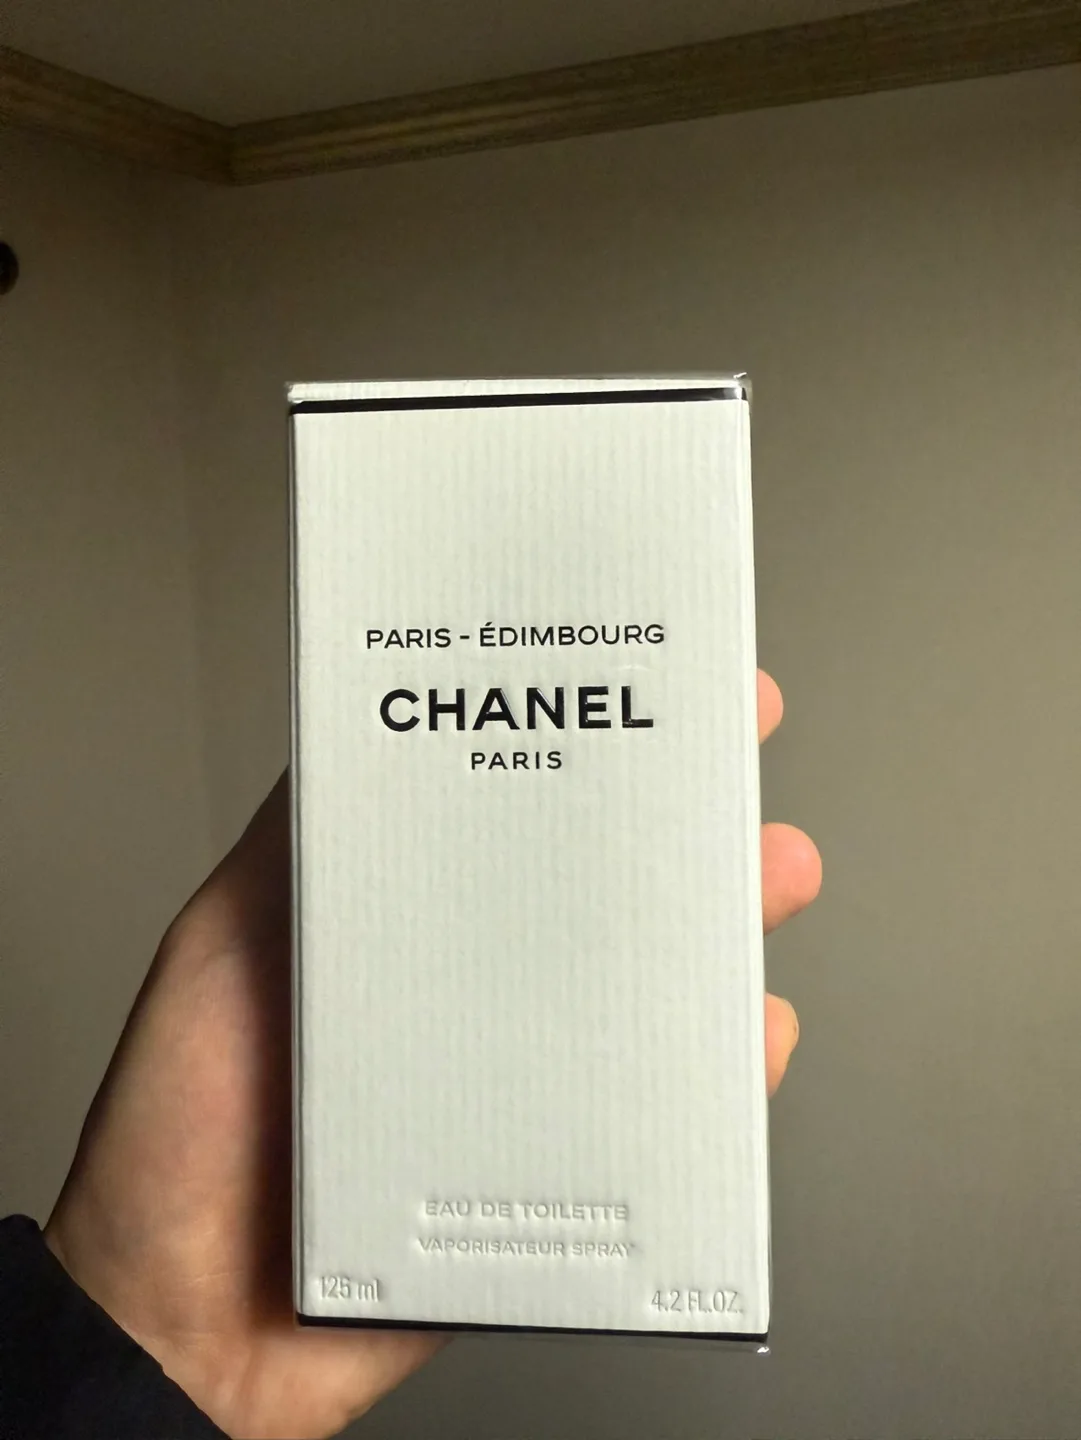 PARIS - ÉDIMBOURG
CHANEL
PARIS
EAU DE TOILETTE
VAPORISATEUR SPRAY
125 ml
4.2 FL.OZ.